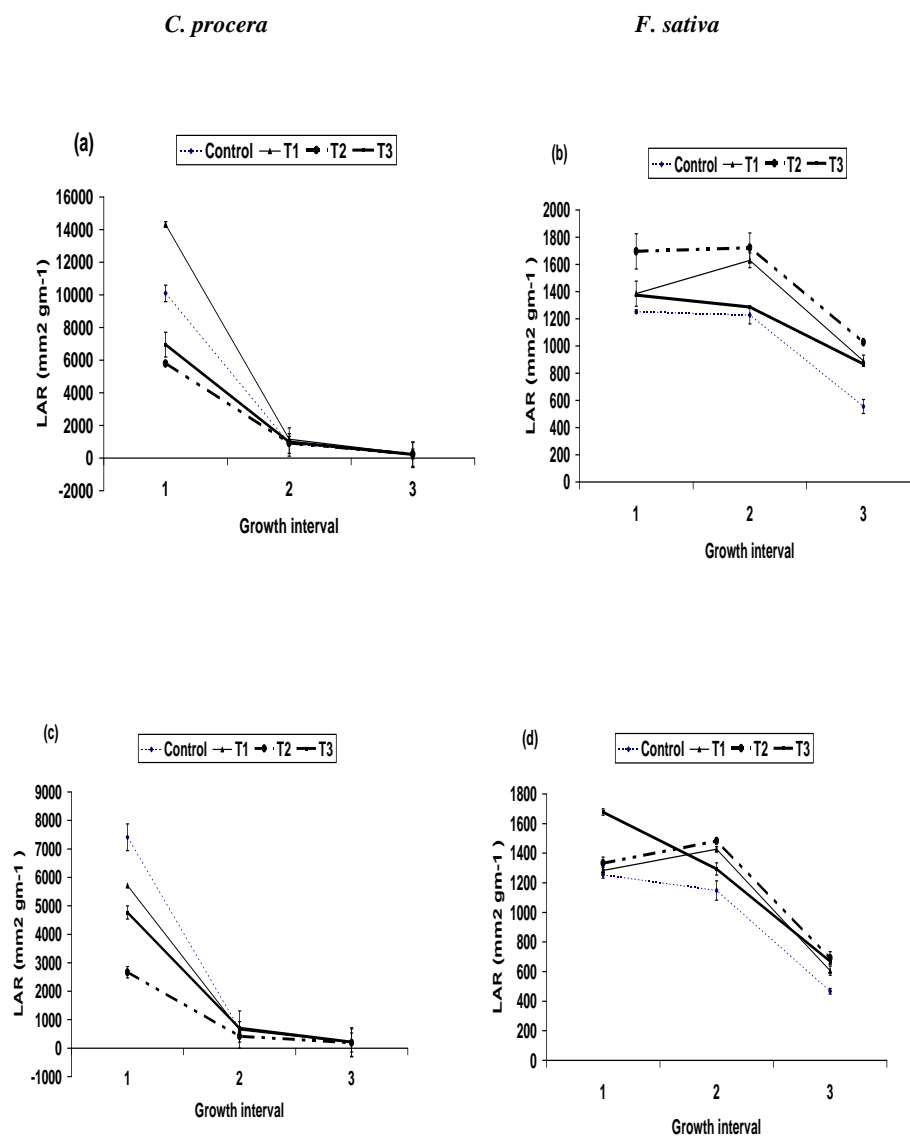 C. procera
F. sativa
(a)
Control T1 T2 T3
16000
14000
12000
10000
8000
6000
4000
2000
0
-2000
LAR (mm2 gm-1)
1 2 3
Growth interval
(b)
Control T1 T2 T3
2000
1800
1600
1400
1200
1000
800
600
400
200
0
LAR (mm2 gm-1)
1 2 3
Growth interval
(c)
Control T1 T2 T3
9000
8000
7000
6000
5000
4000
3000
2000
1000
0
-1000
LAR (mm2 gm-1)
1 2 3
Growth interval
(d)
Control T1 T2 T3
1800
1600
1400
1200
1000
800
600
400
200
0
LAR (mm2 gm-1)
1 2 3
Growth interval